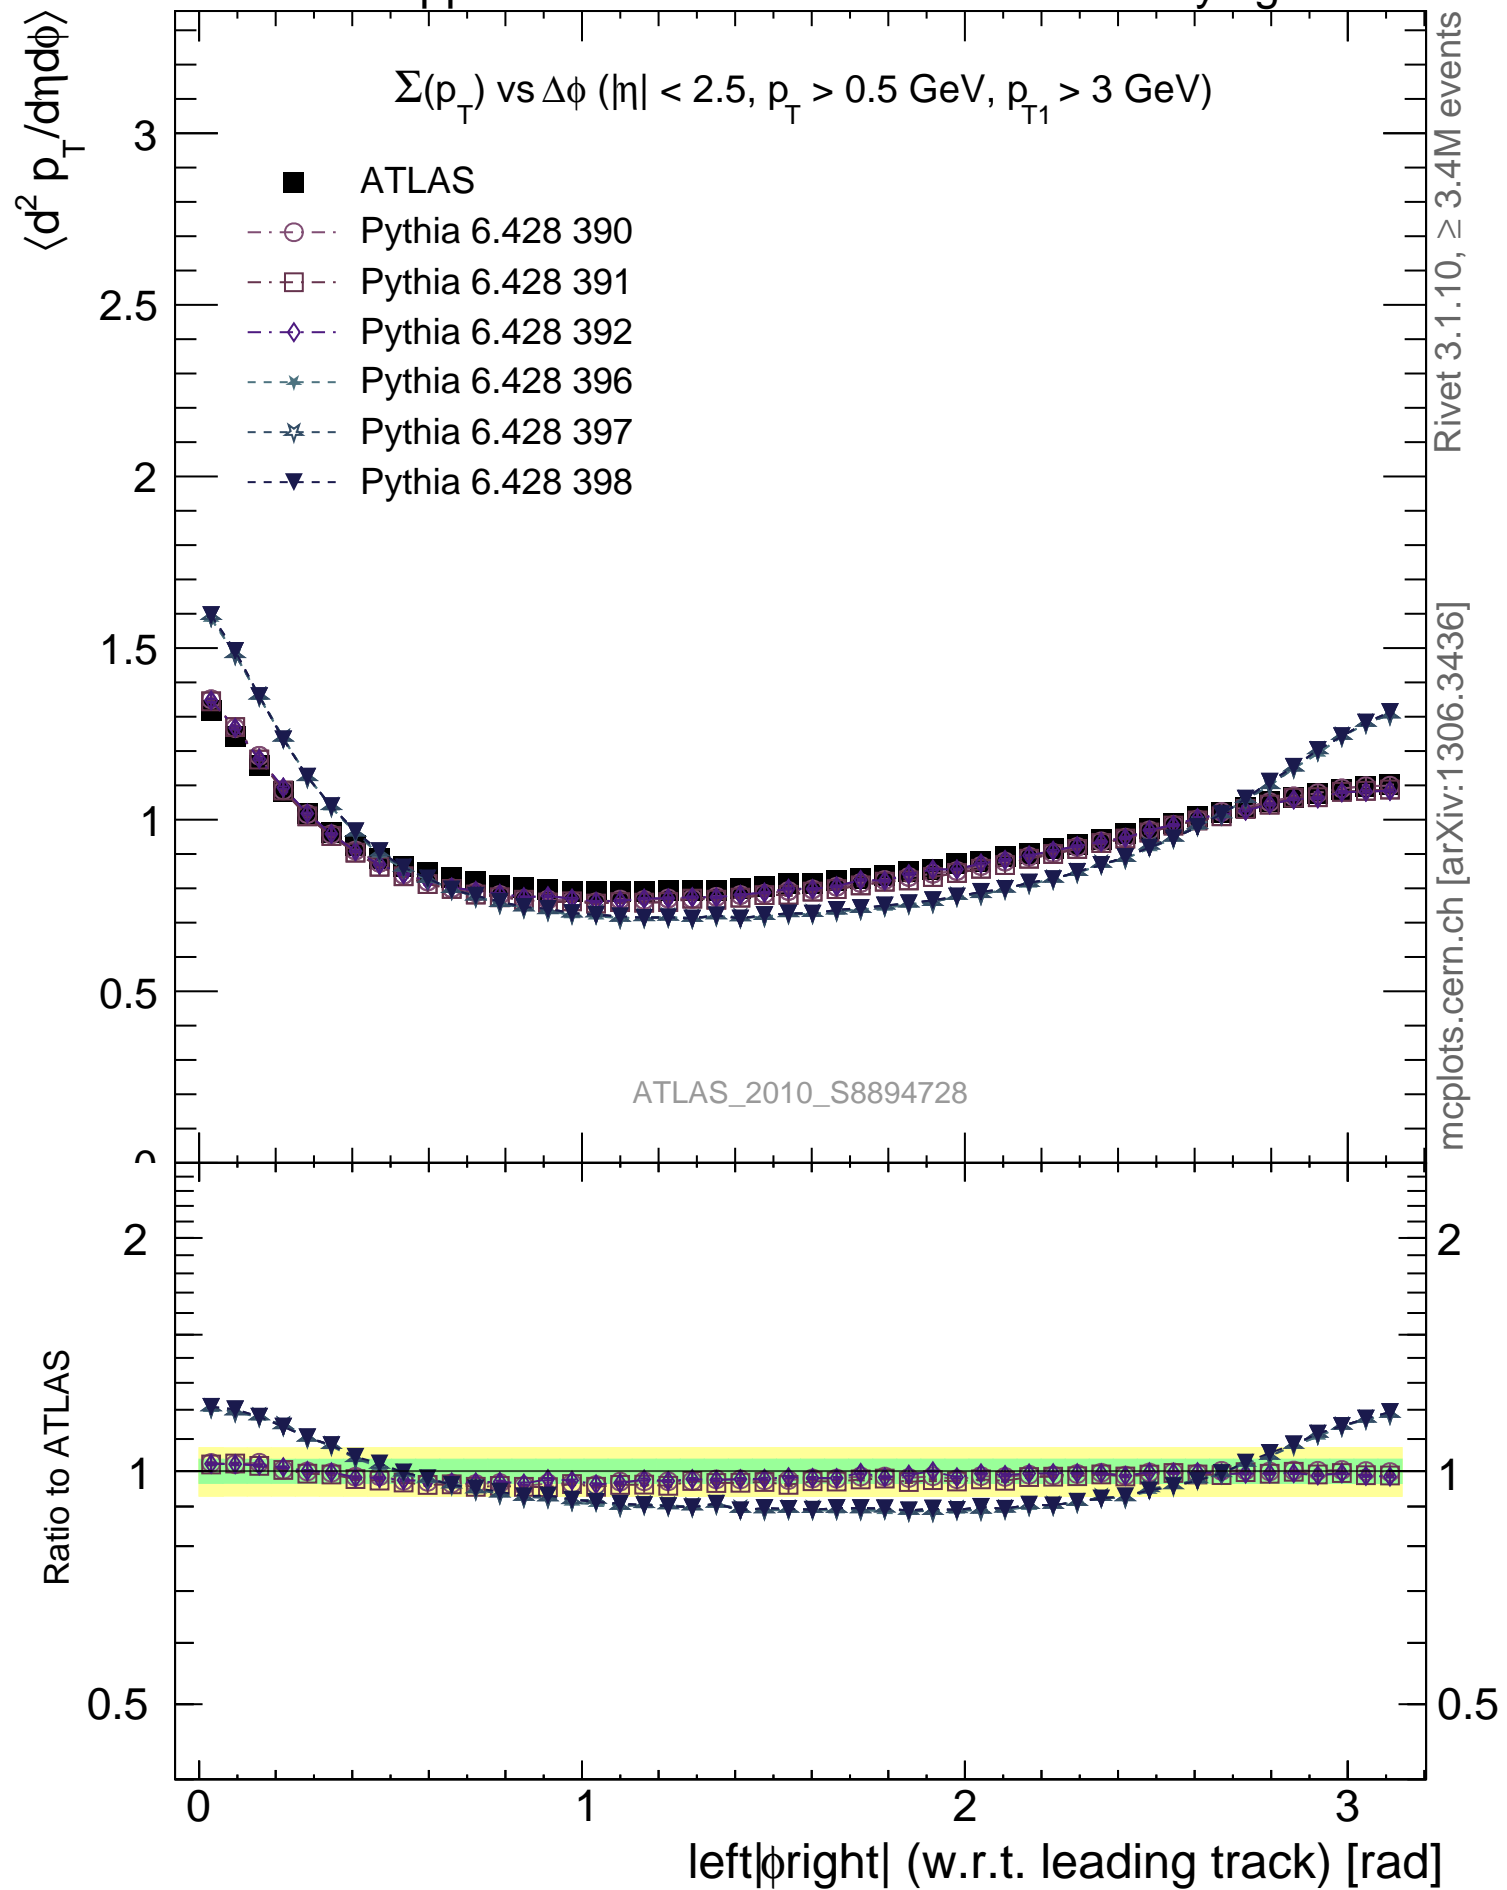 ⟨d² p_T/dηdϕ⟩
Σ(p_T) vs Δϕ (|η| < 2.5, p_T > 0.5 GeV, p_T1 > 3 GeV)
ATLAS
Pythia 6.428 390
Pythia 6.428 391
Pythia 6.428 392
Pythia 6.428 396
Pythia 6.428 397
Pythia 6.428 398
3
2.5
2
1.5
1
0.5
ATLAS_2010_S8894728
Rivet 3.1.10, ≥ 3.4M events
mcplots.cern.ch [arXiv:1306.3436]
Ratio to ATLAS
2
1
0.5
2
1
0.5
0 1 2 3
left|ϕright| (w.r.t. leading track) [rad]